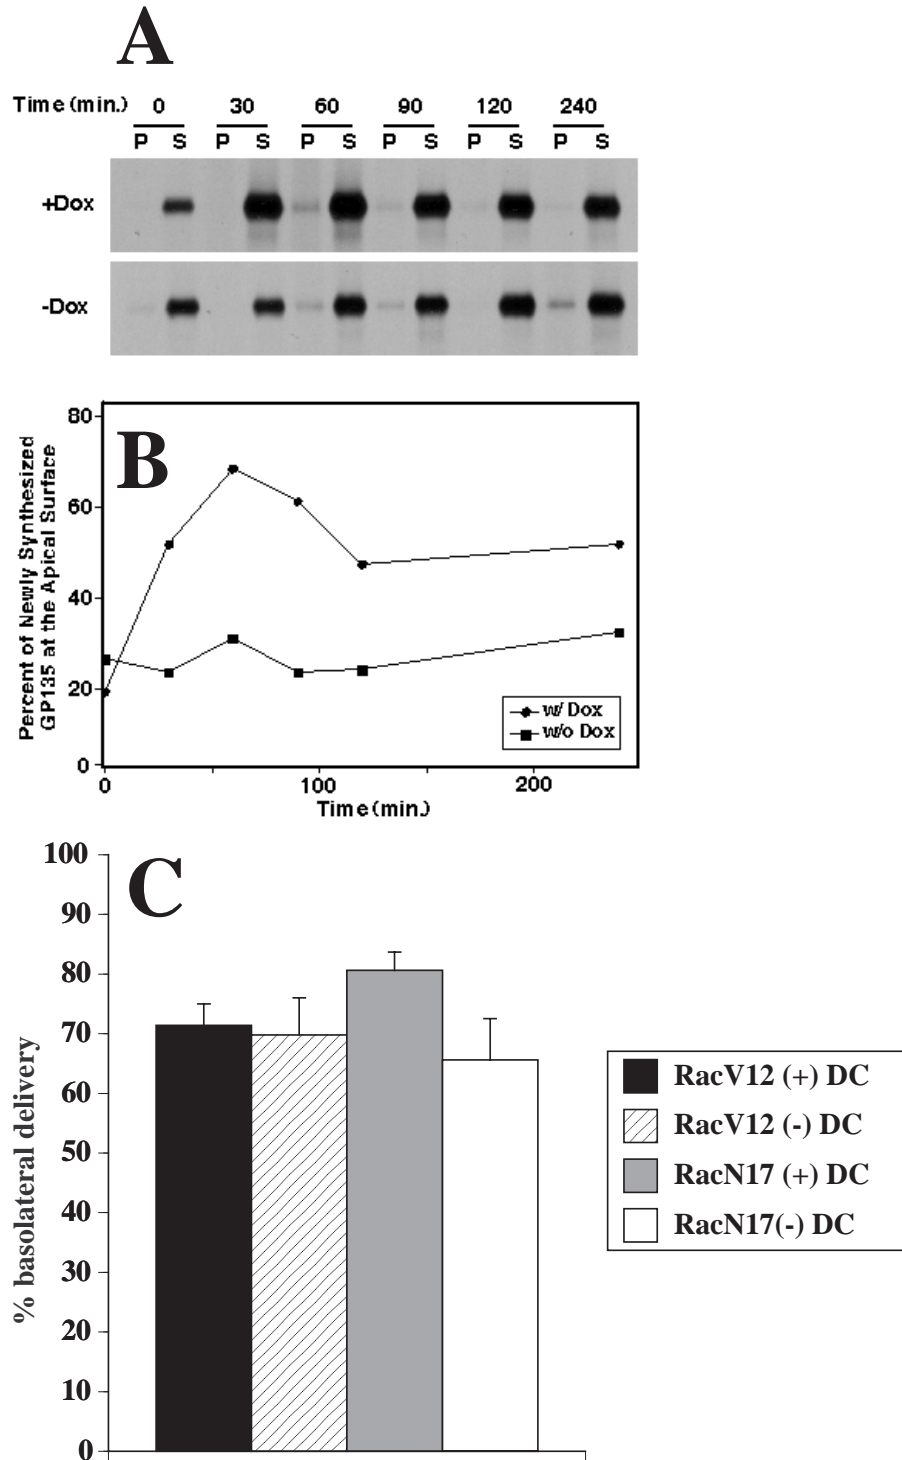 A
Time(min.) 0 30 60 90 120 240
P S P S P S P S P S P S
+Dox
-Dox
B
Percent of Newly Synthesized
GP135 at the Apical Surface
80
60
40
20
0
w/ Dox
w/o Dox
0 100 200
Time(min.)
C
% basolateral delivery
100
90
80
70
60
50
40
30
20
10
0
RacV12 (+) DC
RacV12 (-) DC
RacN17 (+) DC
RacN17(-) DC